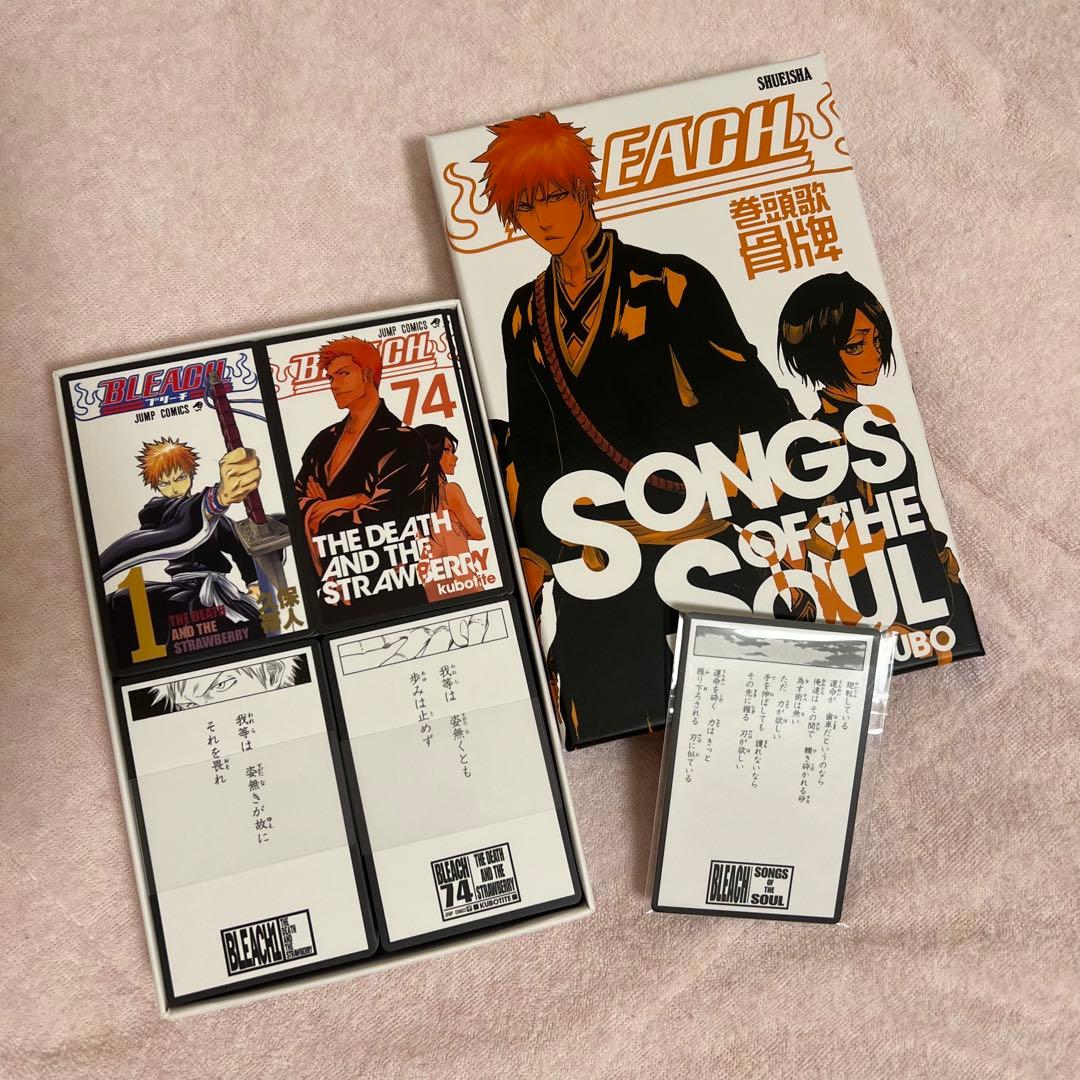 SHUEISHA
BLEACH
巻頭歌
骨牌
SONGS
OF THE
SOUL
KUBO
BLEACH
ブリーチ
JUMP COMICS
1
THE DEATH
AND THE
STRAWBERRY
久保
帯人
JUMP COMICS
BLEACH
74
THE DEATH
AND THE
STRAWBERRY
kubotite
我等は 姿無きが故に
それを畏れ
BLEACH 1
THE
DEATH
AND THE
STRAWBERRY
我等は 姿無くとも
歩みは止めず
BLEACH
74
THE DEATH
AND THE
STRAWBERRY
JUMP COMICS
KUBOTITE
廻転している
運命が 歯車だというのなら
俺達は その間で 轢き砕かれる砂
為す術は無い
ただ 力が欲しい
手を伸ばしても 護れないなら
その先に握る 刃が欲しい
運命を砕く 力はきっと
振り下ろされる 刃に似ている
BLEACH
SONGS
OF THE
SOUL